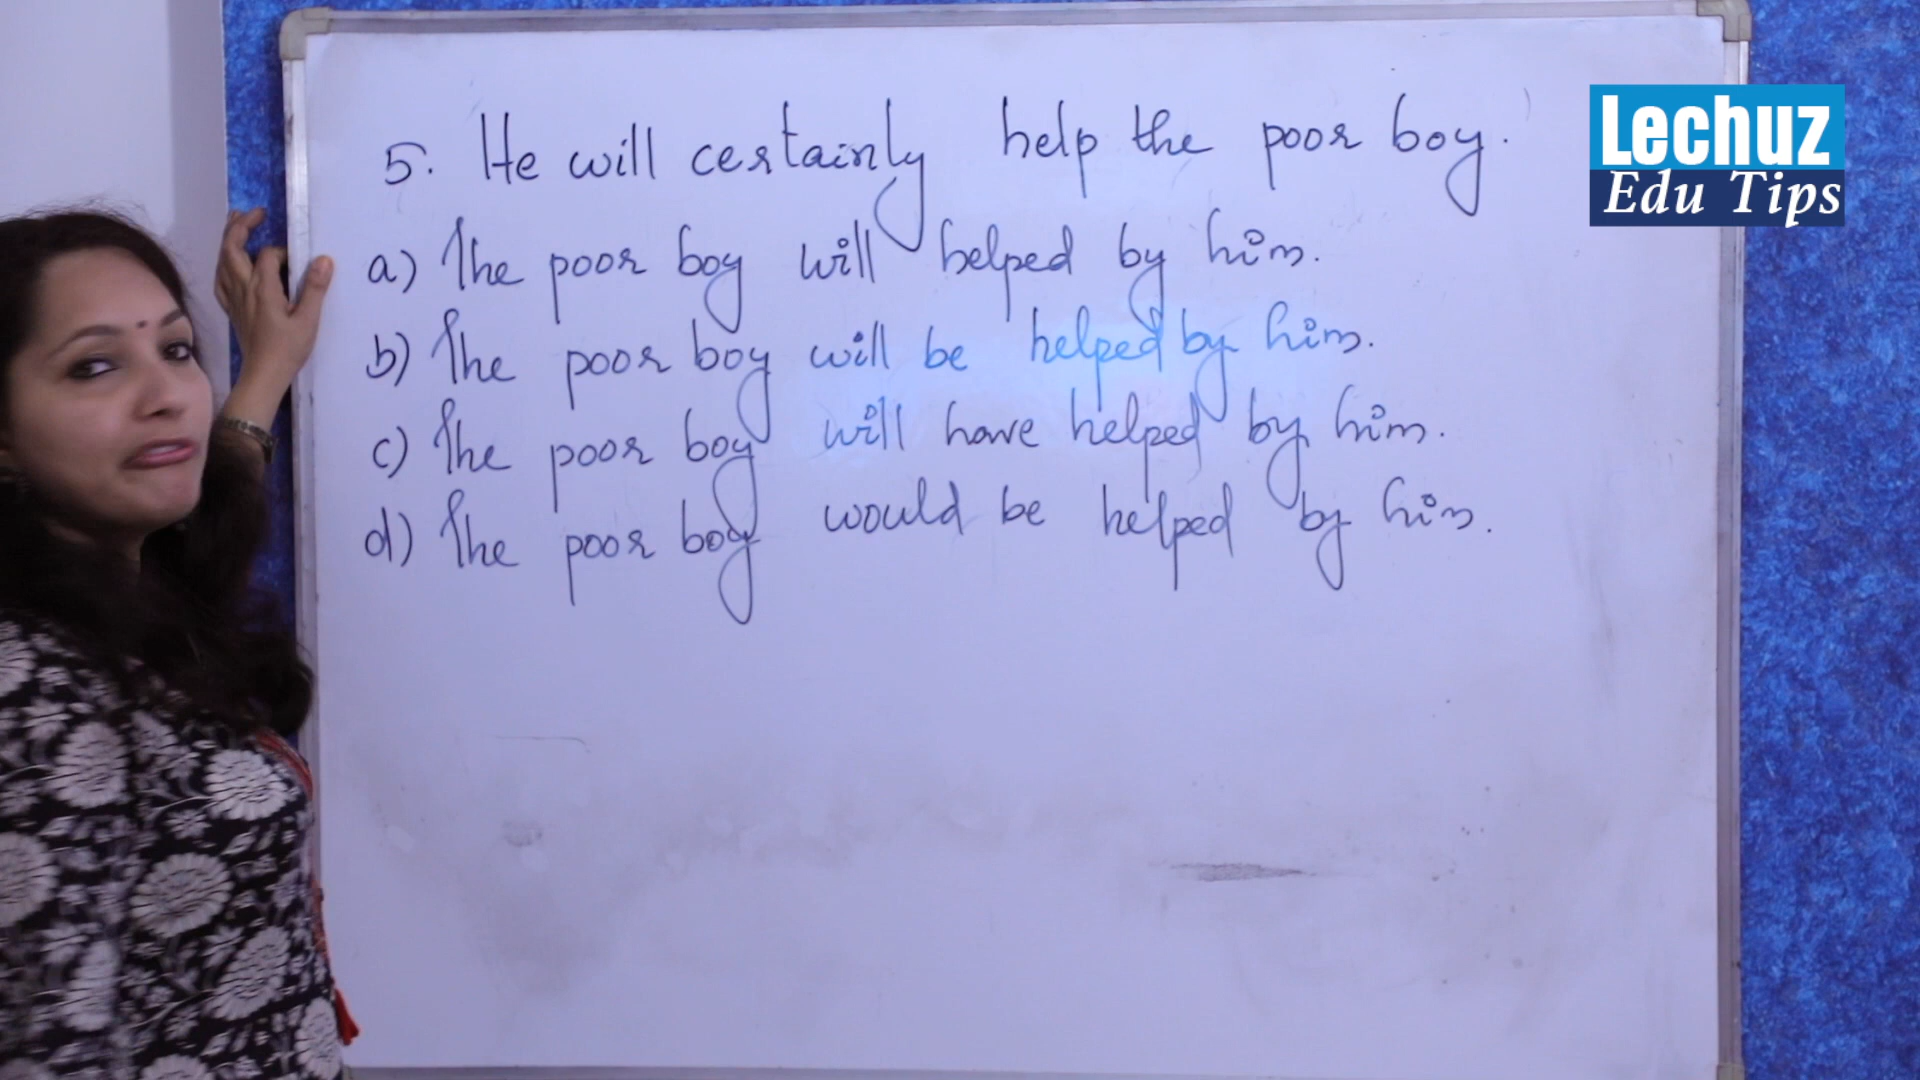 5. He will certainly help the poor boy.
a) The poor boy will helped by him.
b) The poor boy will be helped by him.
c) The poor boy will have helped by him.
d) The poor boy would be helped by him.
Lechuz
Edu Tips